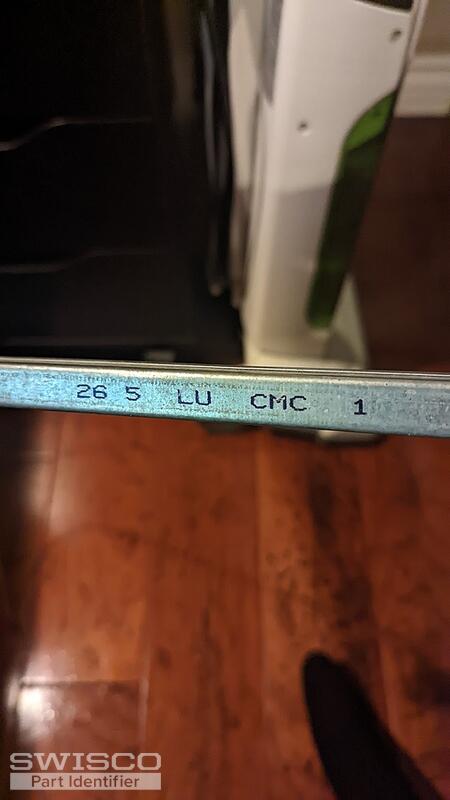 26 5 LU CMC 1
SWISCO
Part Identifier